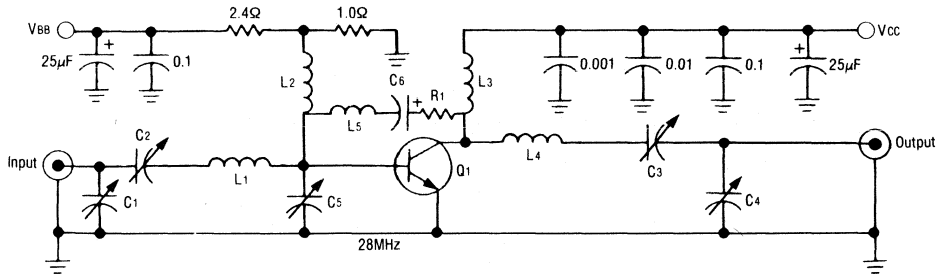 2.4Ω
1.0Ω
VBB
VCC
25μF
+
0.1
L2
C6
+
R1
L3
0.001
0.01
0.1
+
25μF
L5
C2
Input
L1
Q1
L4
C3
Output
C1
C5
C4
28MHz